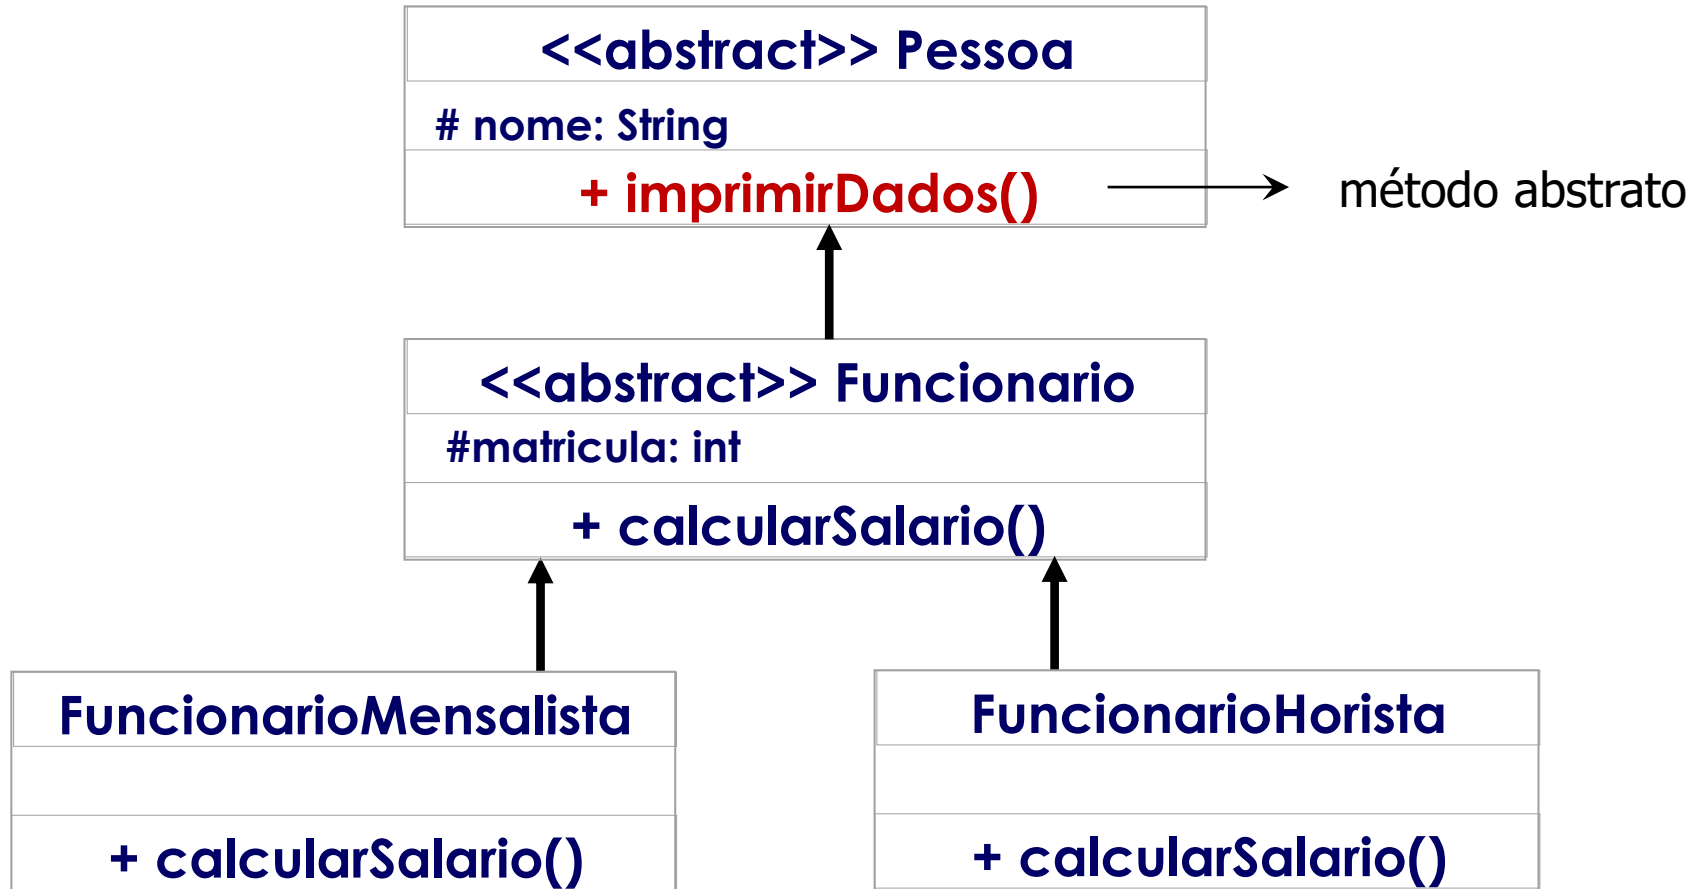 <<abstract>> Pessoa
# nome: String
+ imprimirDados()
método abstrato
<<abstract>> Funcionario
#matricula: int
+ calcularSalario()
FuncionarioMensalista
+ calcularSalario()
FuncionarioHorista
+ calcularSalario()